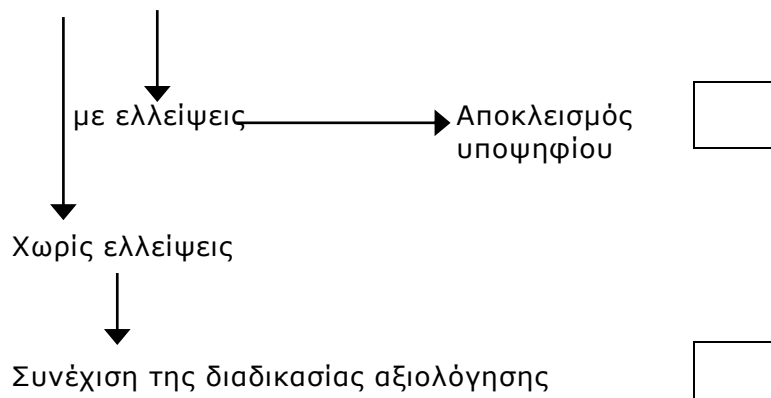 με ελλείψεις
Αποκλεισμός
υποψηφίου
Χωρίς ελλείψεις
Συνέχιση της διαδικασίας αξιολόγησης